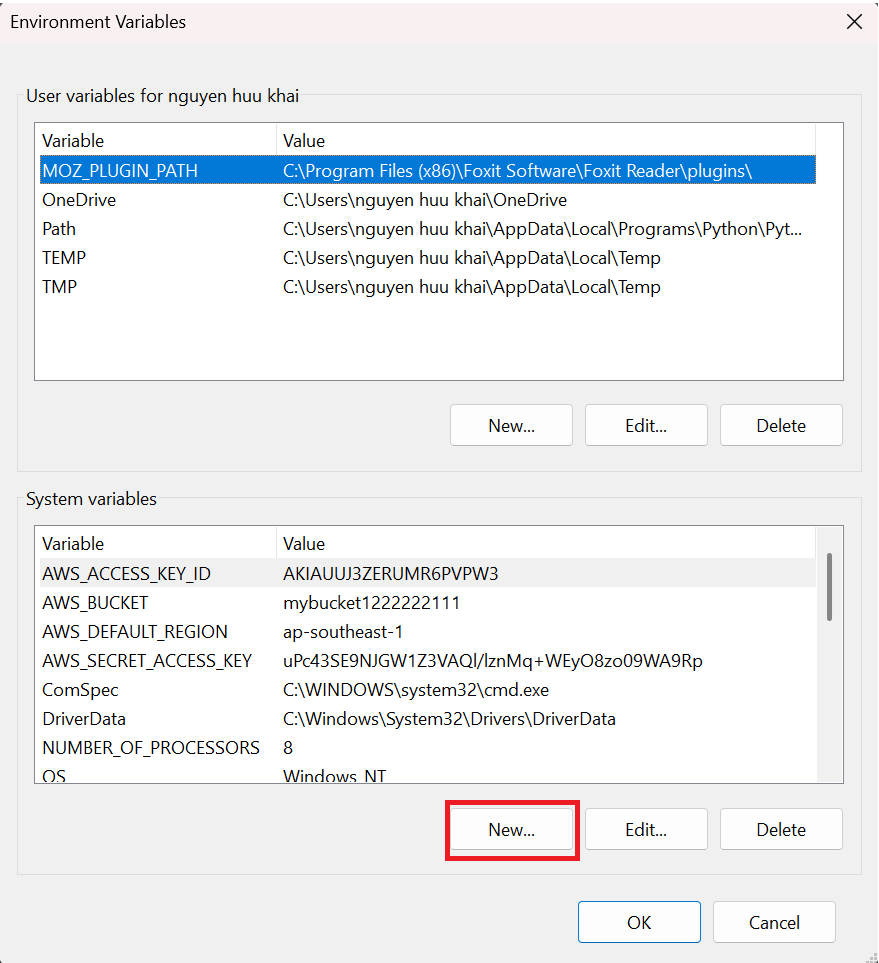 Environment Variables
User variables for nguyen huu khai
Variable Value
MOZ_PLUGIN_PATH C:\Program Files (x86)\Foxit Software\Foxit Reader\plugins\
OneDrive C:\Users\nguyen huu khai\OneDrive
Path C:\Users\nguyen huu khai\AppData\Local\Programs\Python\Pyt...
TEMP C:\Users\nguyen huu khai\AppData\Local\Temp
TMP C:\Users\nguyen huu khai\AppData\Local\Temp
New... Edit... Delete
System variables
Variable Value
AWS_ACCESS_KEY_ID AKIAUUJ3ZERUMR6PVPW3
AWS_BUCKET mybucket1222222111
AWS_DEFAULT_REGION ap-southeast-1
AWS_SECRET_ACCESS_KEY uPc43SE9NJGW1Z3VAQl/lznMq+WEyO8zo09WA9Rp
ComSpec C:\WINDOWS\system32\cmd.exe
DriverData C:\Windows\System32\Drivers\DriverData
NUMBER_OF_PROCESSORS 8
OS Windows_NT
New... Edit... Delete
OK Cancel